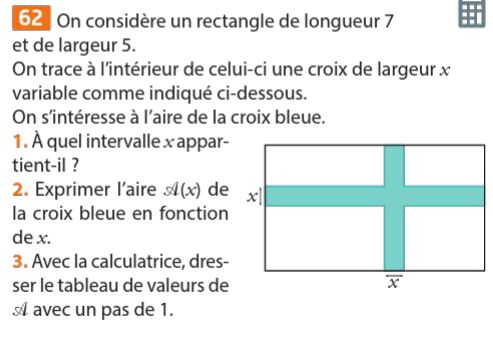 62 On considère un rectangle de longueur 7
et de largeur 5.
On trace à l'intérieur de celui-ci une croix de largeur x
variable comme indiqué ci-dessous.
On s'intéresse à l'aire de la croix bleue.
1. À quel intervalle x appar-
tient-il ?
2. Exprimer l'aire 𝒜(x) de
la croix bleue en fonction
de x.
3. Avec la calculatrice, dres-
ser le tableau de valeurs de
𝒜 avec un pas de 1.
x
x